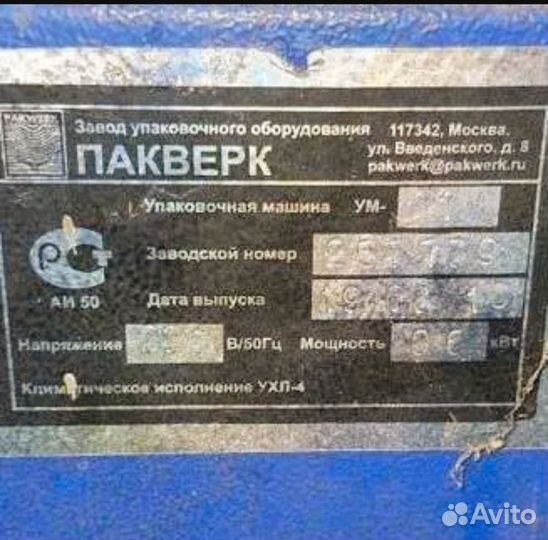 PAKWERK
Завод упаковочного оборудования
ПАКВЕРК
117342, Москва.
ул. Введенского. д. 8
pakwerk@pakwerk.ru
Упаковочная машина УМ-
Заводской номер
АИ 50
Дата выпуска
Напряжение В/50Гц Мощность кВт
Климатическое исполнение УХЛ-4
Avito